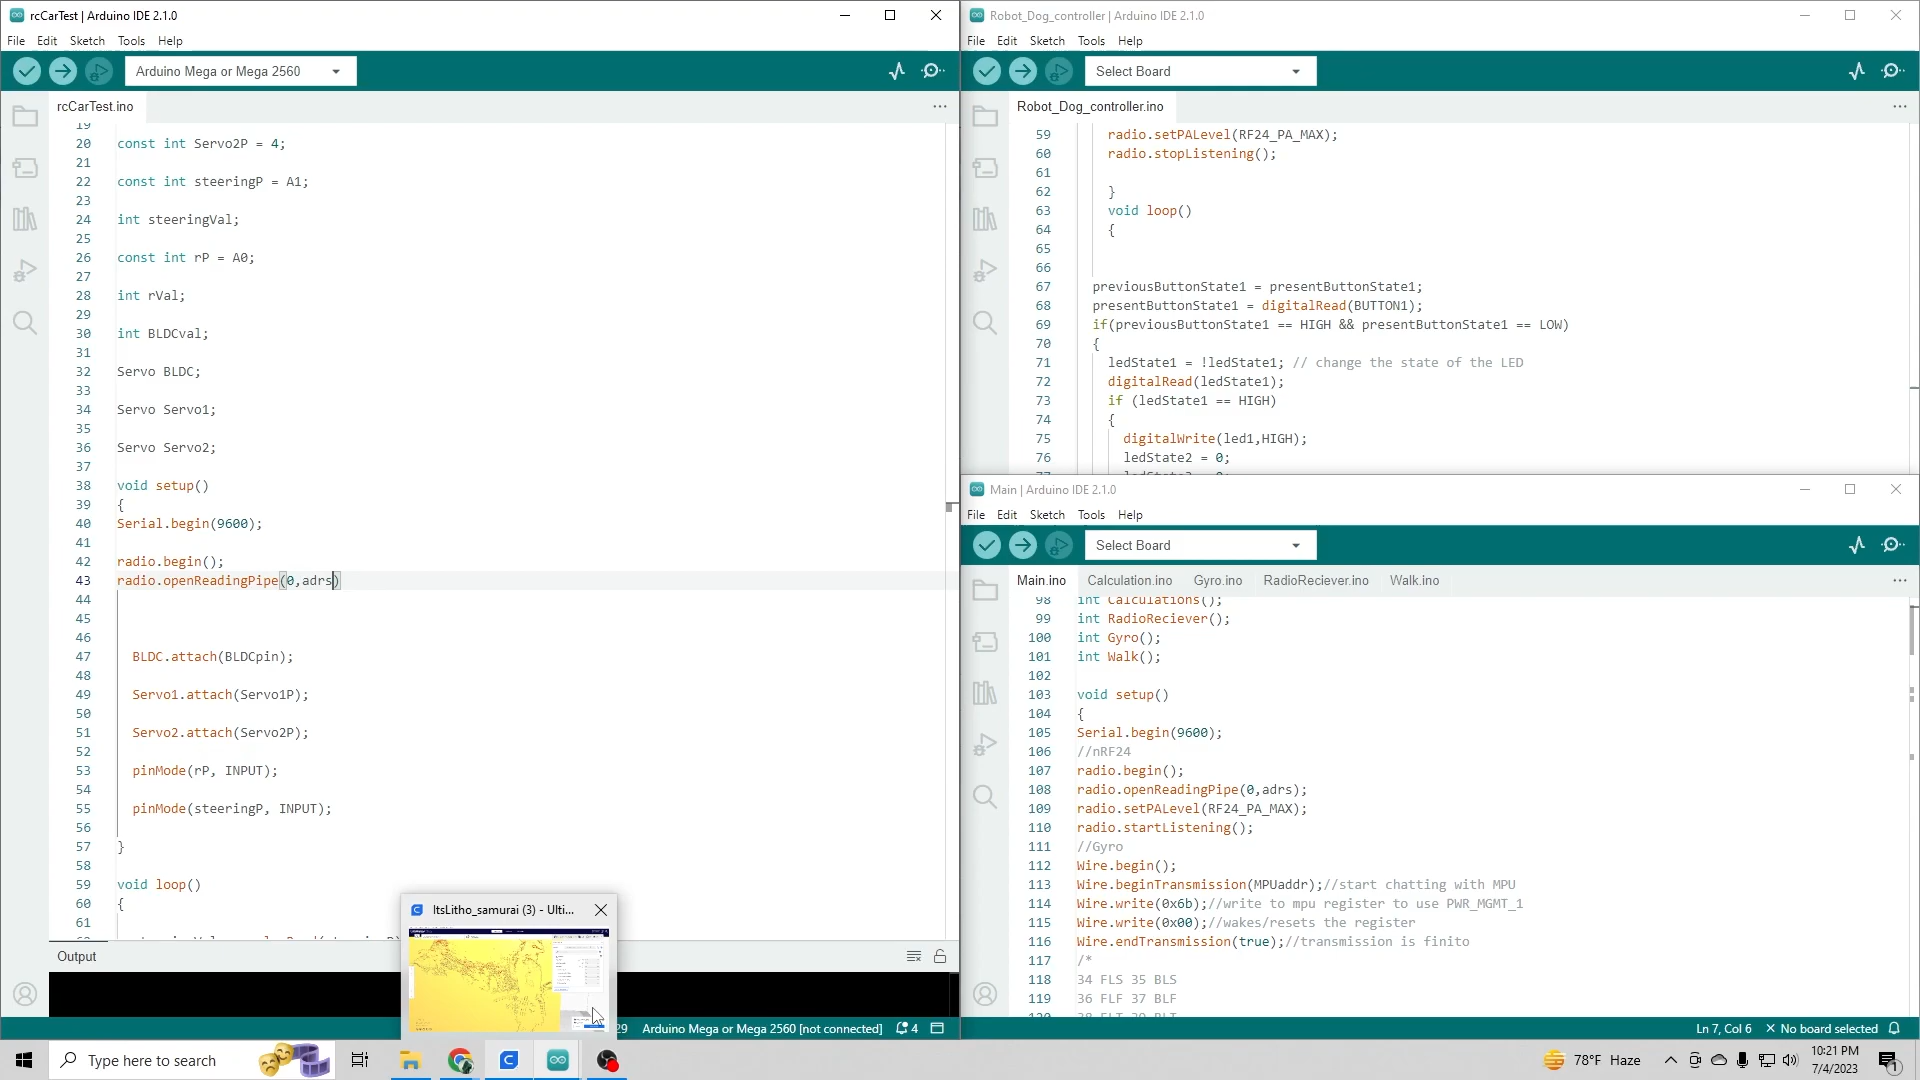 rcCarTest | Arduino IDE 2.1.0
File Edit Sketch Tools Help
Arduino Mega or Mega 2560
rcCarTest.ino
19
20 const int Servo2P = 4;
21
22 const int steeringP = A1;
23
24 int steeringVal;
25
26 const int rP = A0;
27
28 int rVal;
29
30 int BLDCval;
31
32 Servo BLDC;
33
34 Servo Servo1;
35
36 Servo Servo2;
37
38 void setup()
39 {
40 Serial.begin(9600);
41
42 radio.begin();
43 radio.openReadingPipe(0,adrs)
44
45
46
47 BLDC.attach(BLDCpin);
48
49 Servo1.attach(Servo1P);
50
51 Servo2.attach(Servo2P);
52
53 pinMode(rP, INPUT);
54
55 pinMode(steeringP, INPUT);
56
57 }
58
59 void loop()
60 {
61
Output
29 Arduino Mega or Mega 2560 [not connected] 4
ItsLitho_samurai (3) - Ulti...
Robot_Dog_controller | Arduino IDE 2.1.0
File Edit Sketch Tools Help
Select Board
Robot_Dog_controller.ino
59 radio.setPALevel(RF24_PA_MAX);
60 radio.stopListening();
61
62 }
63 void loop()
64 {
65
66
67 previousButtonState1 = presentButtonState1;
68 presentButtonState1 = digitalRead(BUTTON1);
69 if(previousButtonState1 == HIGH && presentButtonState1 == LOW)
70 {
71 ledState1 = !ledState1; // change the state of the LED
72 digitalRead(ledState1);
73 if (ledState1 == HIGH)
74 {
75 digitalWrite(led1,HIGH);
76 ledState2 = 0;
Main | Arduino IDE 2.1.0
File Edit Sketch Tools Help
Select Board
Main.ino Calculation.ino Gyro.ino RadioReciever.ino Walk.ino
98 int Calculations();
99 int RadioReciever();
100 int Gyro();
101 int Walk();
102
103 void setup()
104 {
105 Serial.begin(9600);
106 //nRF24
107 radio.begin();
108 radio.openReadingPipe(0,adrs);
109 radio.setPALevel(RF24_PA_MAX);
110 radio.startListening();
111 //Gyro
112 Wire.begin();
113 Wire.beginTransmission(MPUaddr);//start chatting with MPU
114 Wire.write(0x6b);//write to mpu register to use PWR_MGMT_1
115 Wire.write(0x00);//wakes/resets the register
116 Wire.endTransmission(true);//transmission is finito
117 /*
118 34 FLS 35 BLS
119 36 FLF 37 BLF
Ln 7, Col 6 × No board selected
Type here to search
78°F Haze
10:21 PM
7/4/2023
1